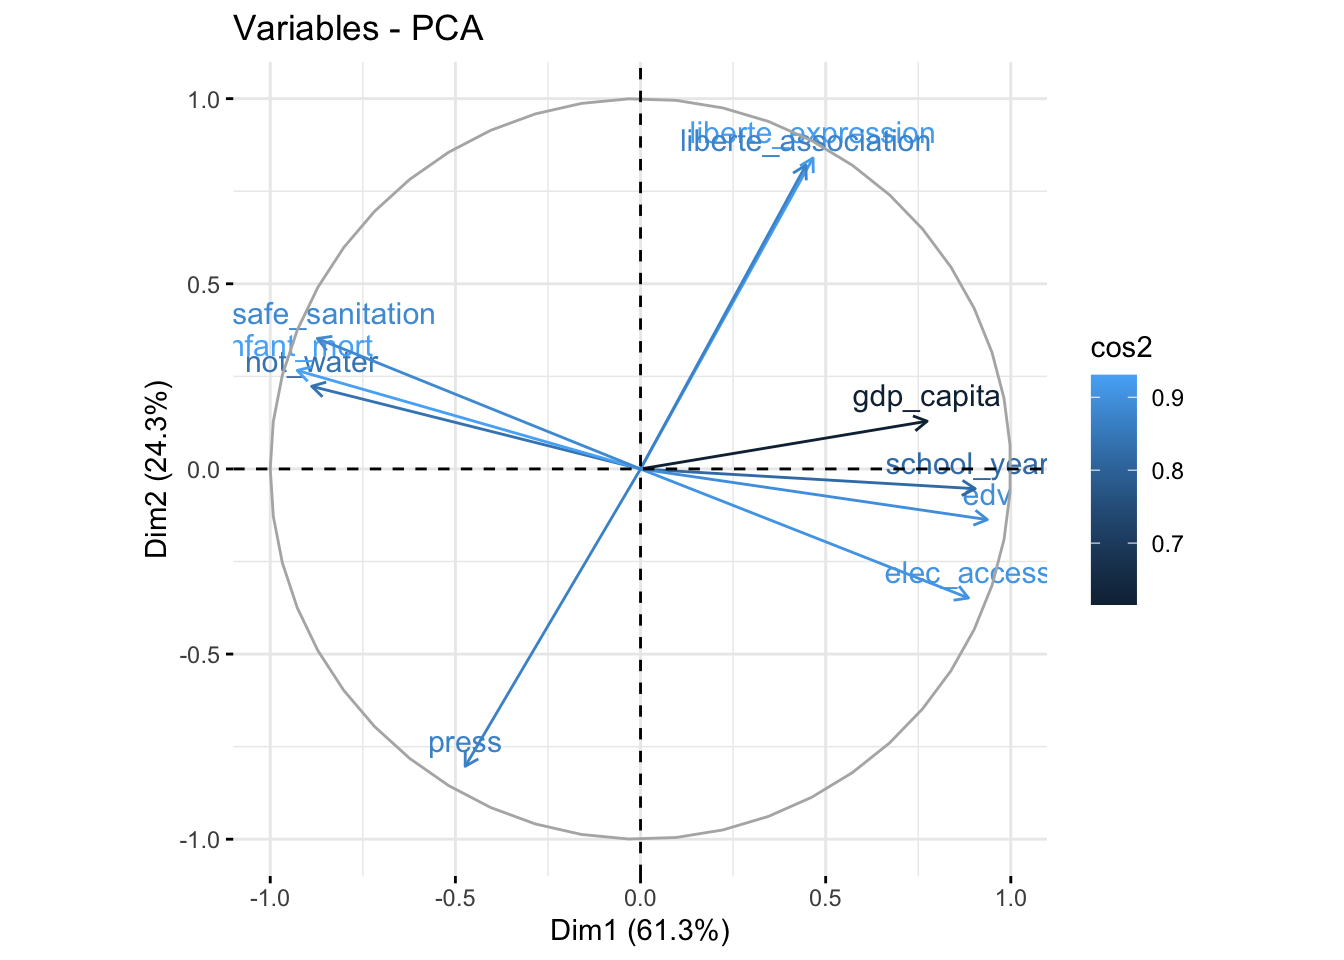 Variables - PCA
1.0
liberte_expression
liberte_association
0.5
safe_sanitation
nfant_mort
not_water
gdp_capita
0.0
school_year
edv
elec_access
-0.5
press
-1.0
-1.0
-0.5
0.0
0.5
1.0
Dim1 (61.3%)
Dim2 (24.3%)
cos2
0.9
0.8
0.7